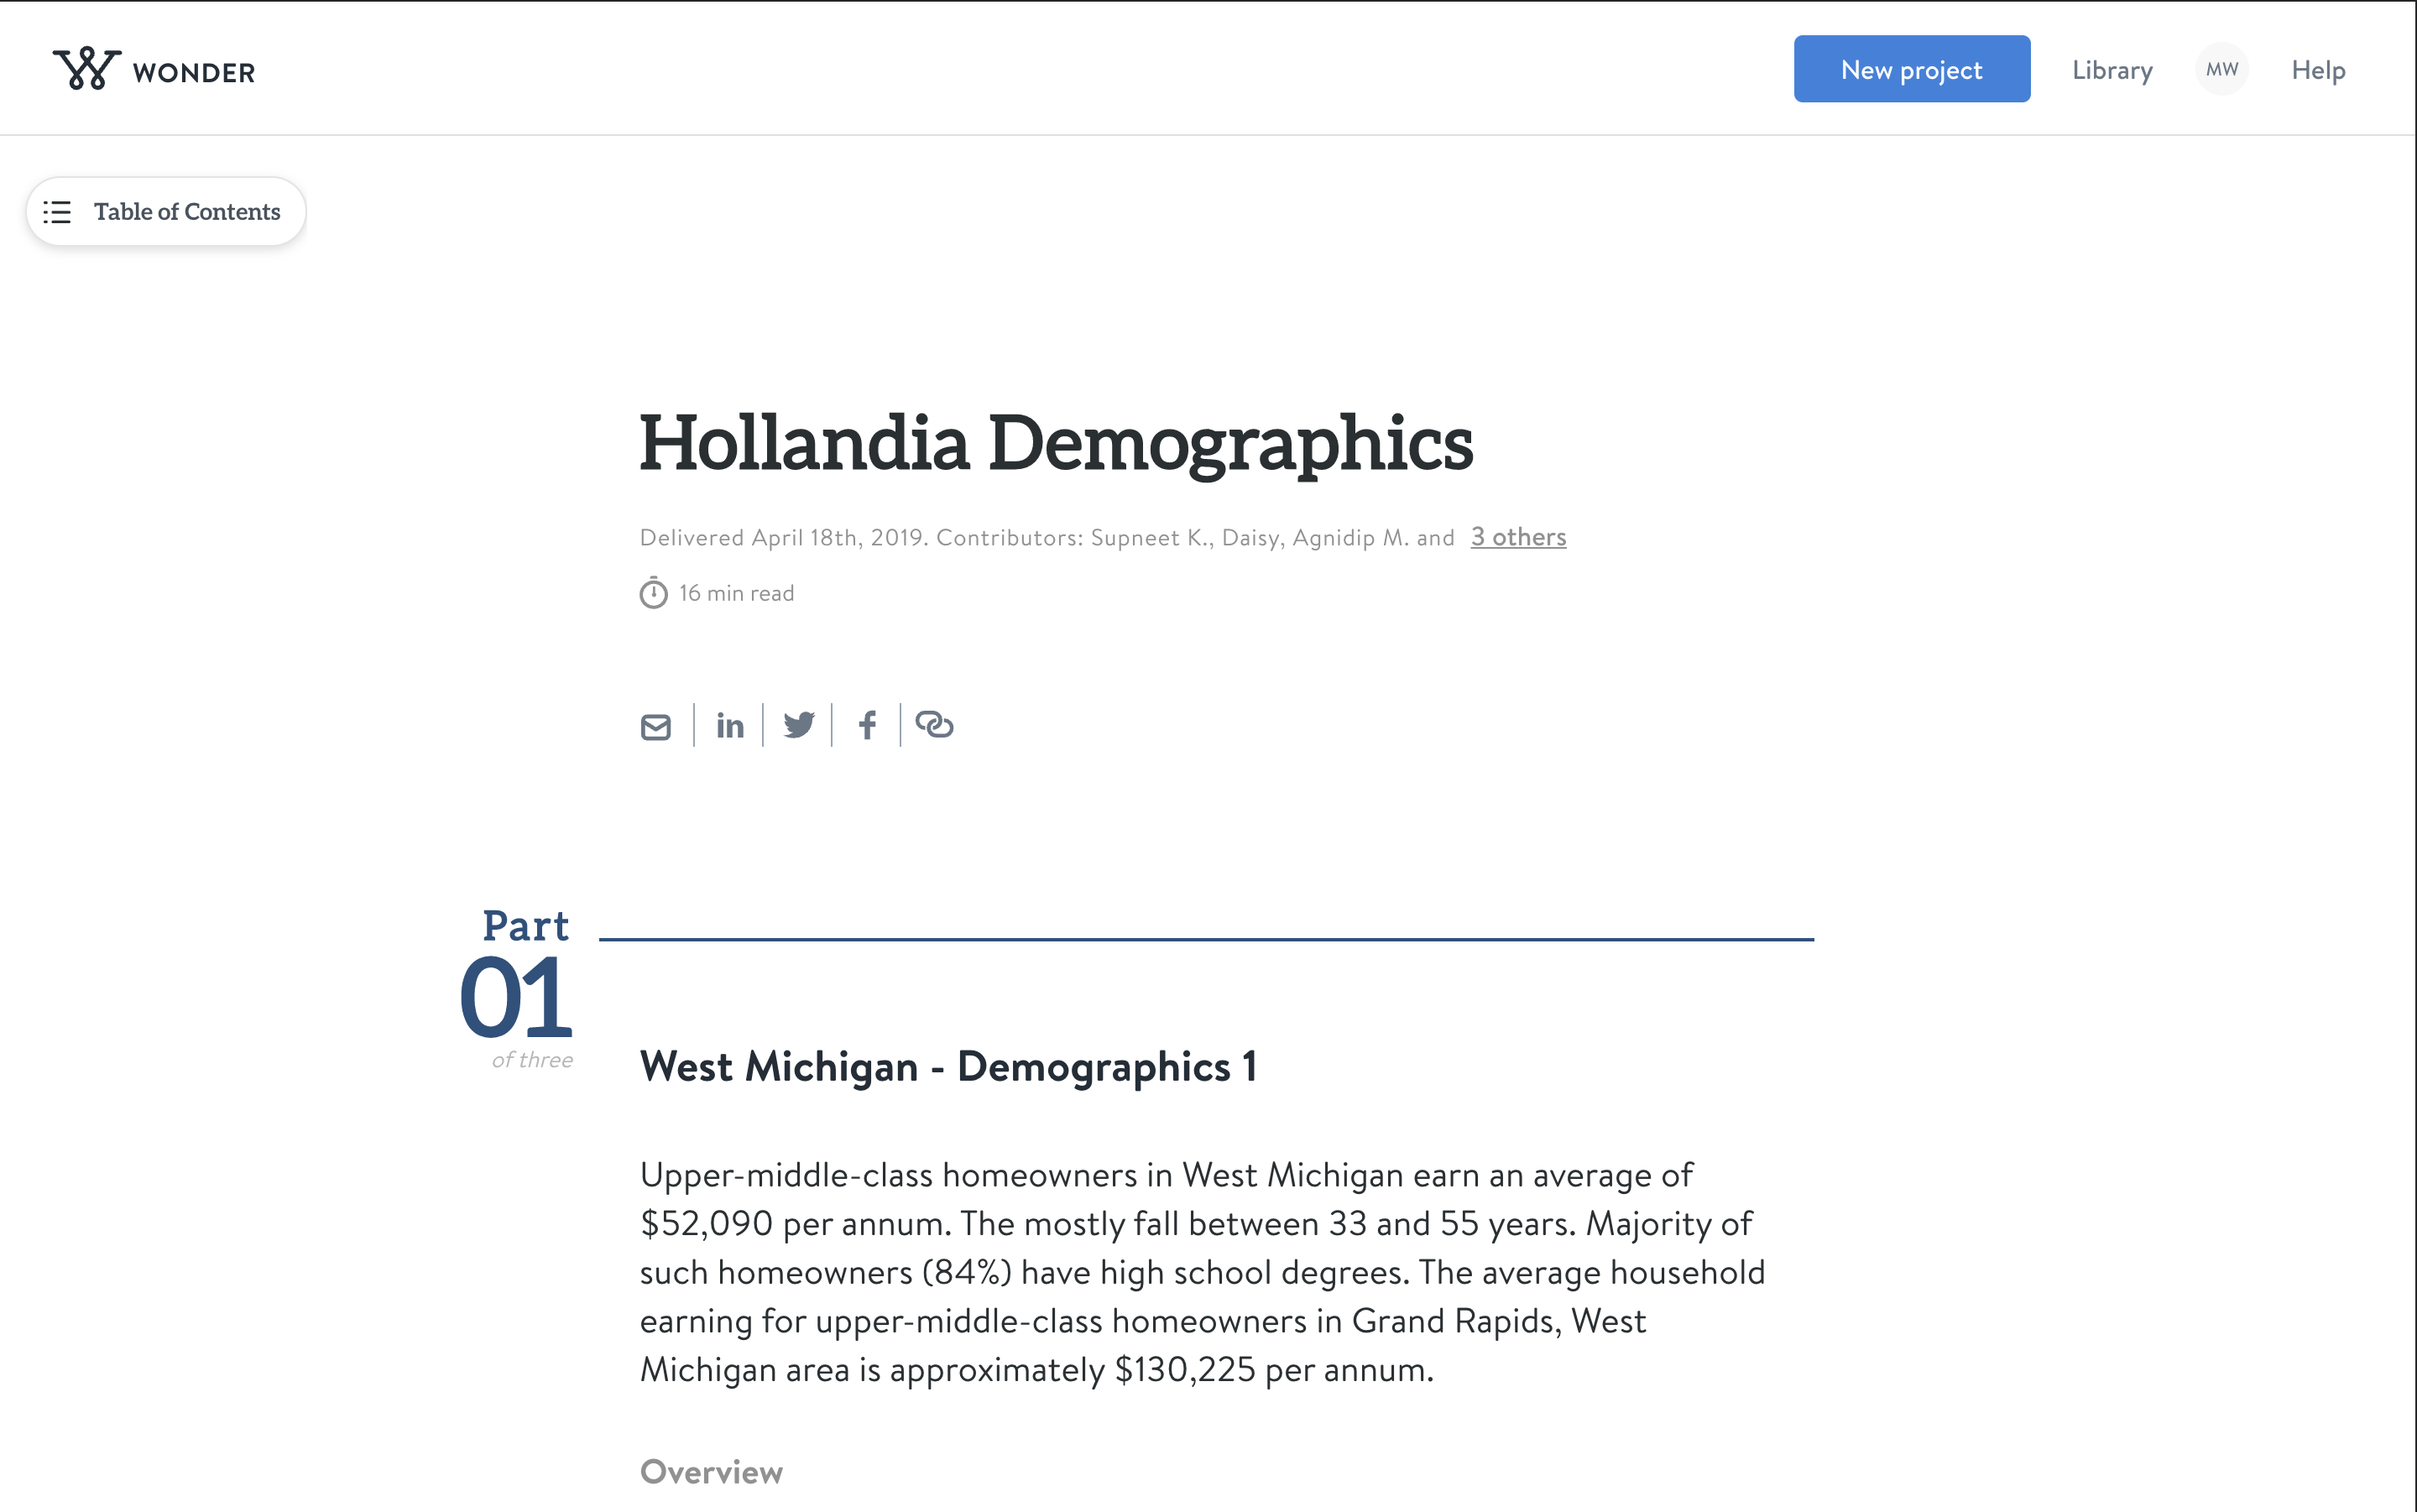 WONDER
New project
Library
MW
Help
Table of Contents
Hollandia Demographics
Delivered April 18th, 2019. Contributors: Supneet K., Daisy, Agnidip M. and 3 others
16 min read
Part
01
of three
West Michigan - Demographics 1
Upper-middle-class homeowners in West Michigan earn an average of
$52,090 per annum. The mostly fall between 33 and 55 years. Majority of
such homeowners (84%) have high school degrees. The average household
earning for upper-middle-class homeowners in Grand Rapids, West
Michigan area is approximately $130,225 per annum.
Overview